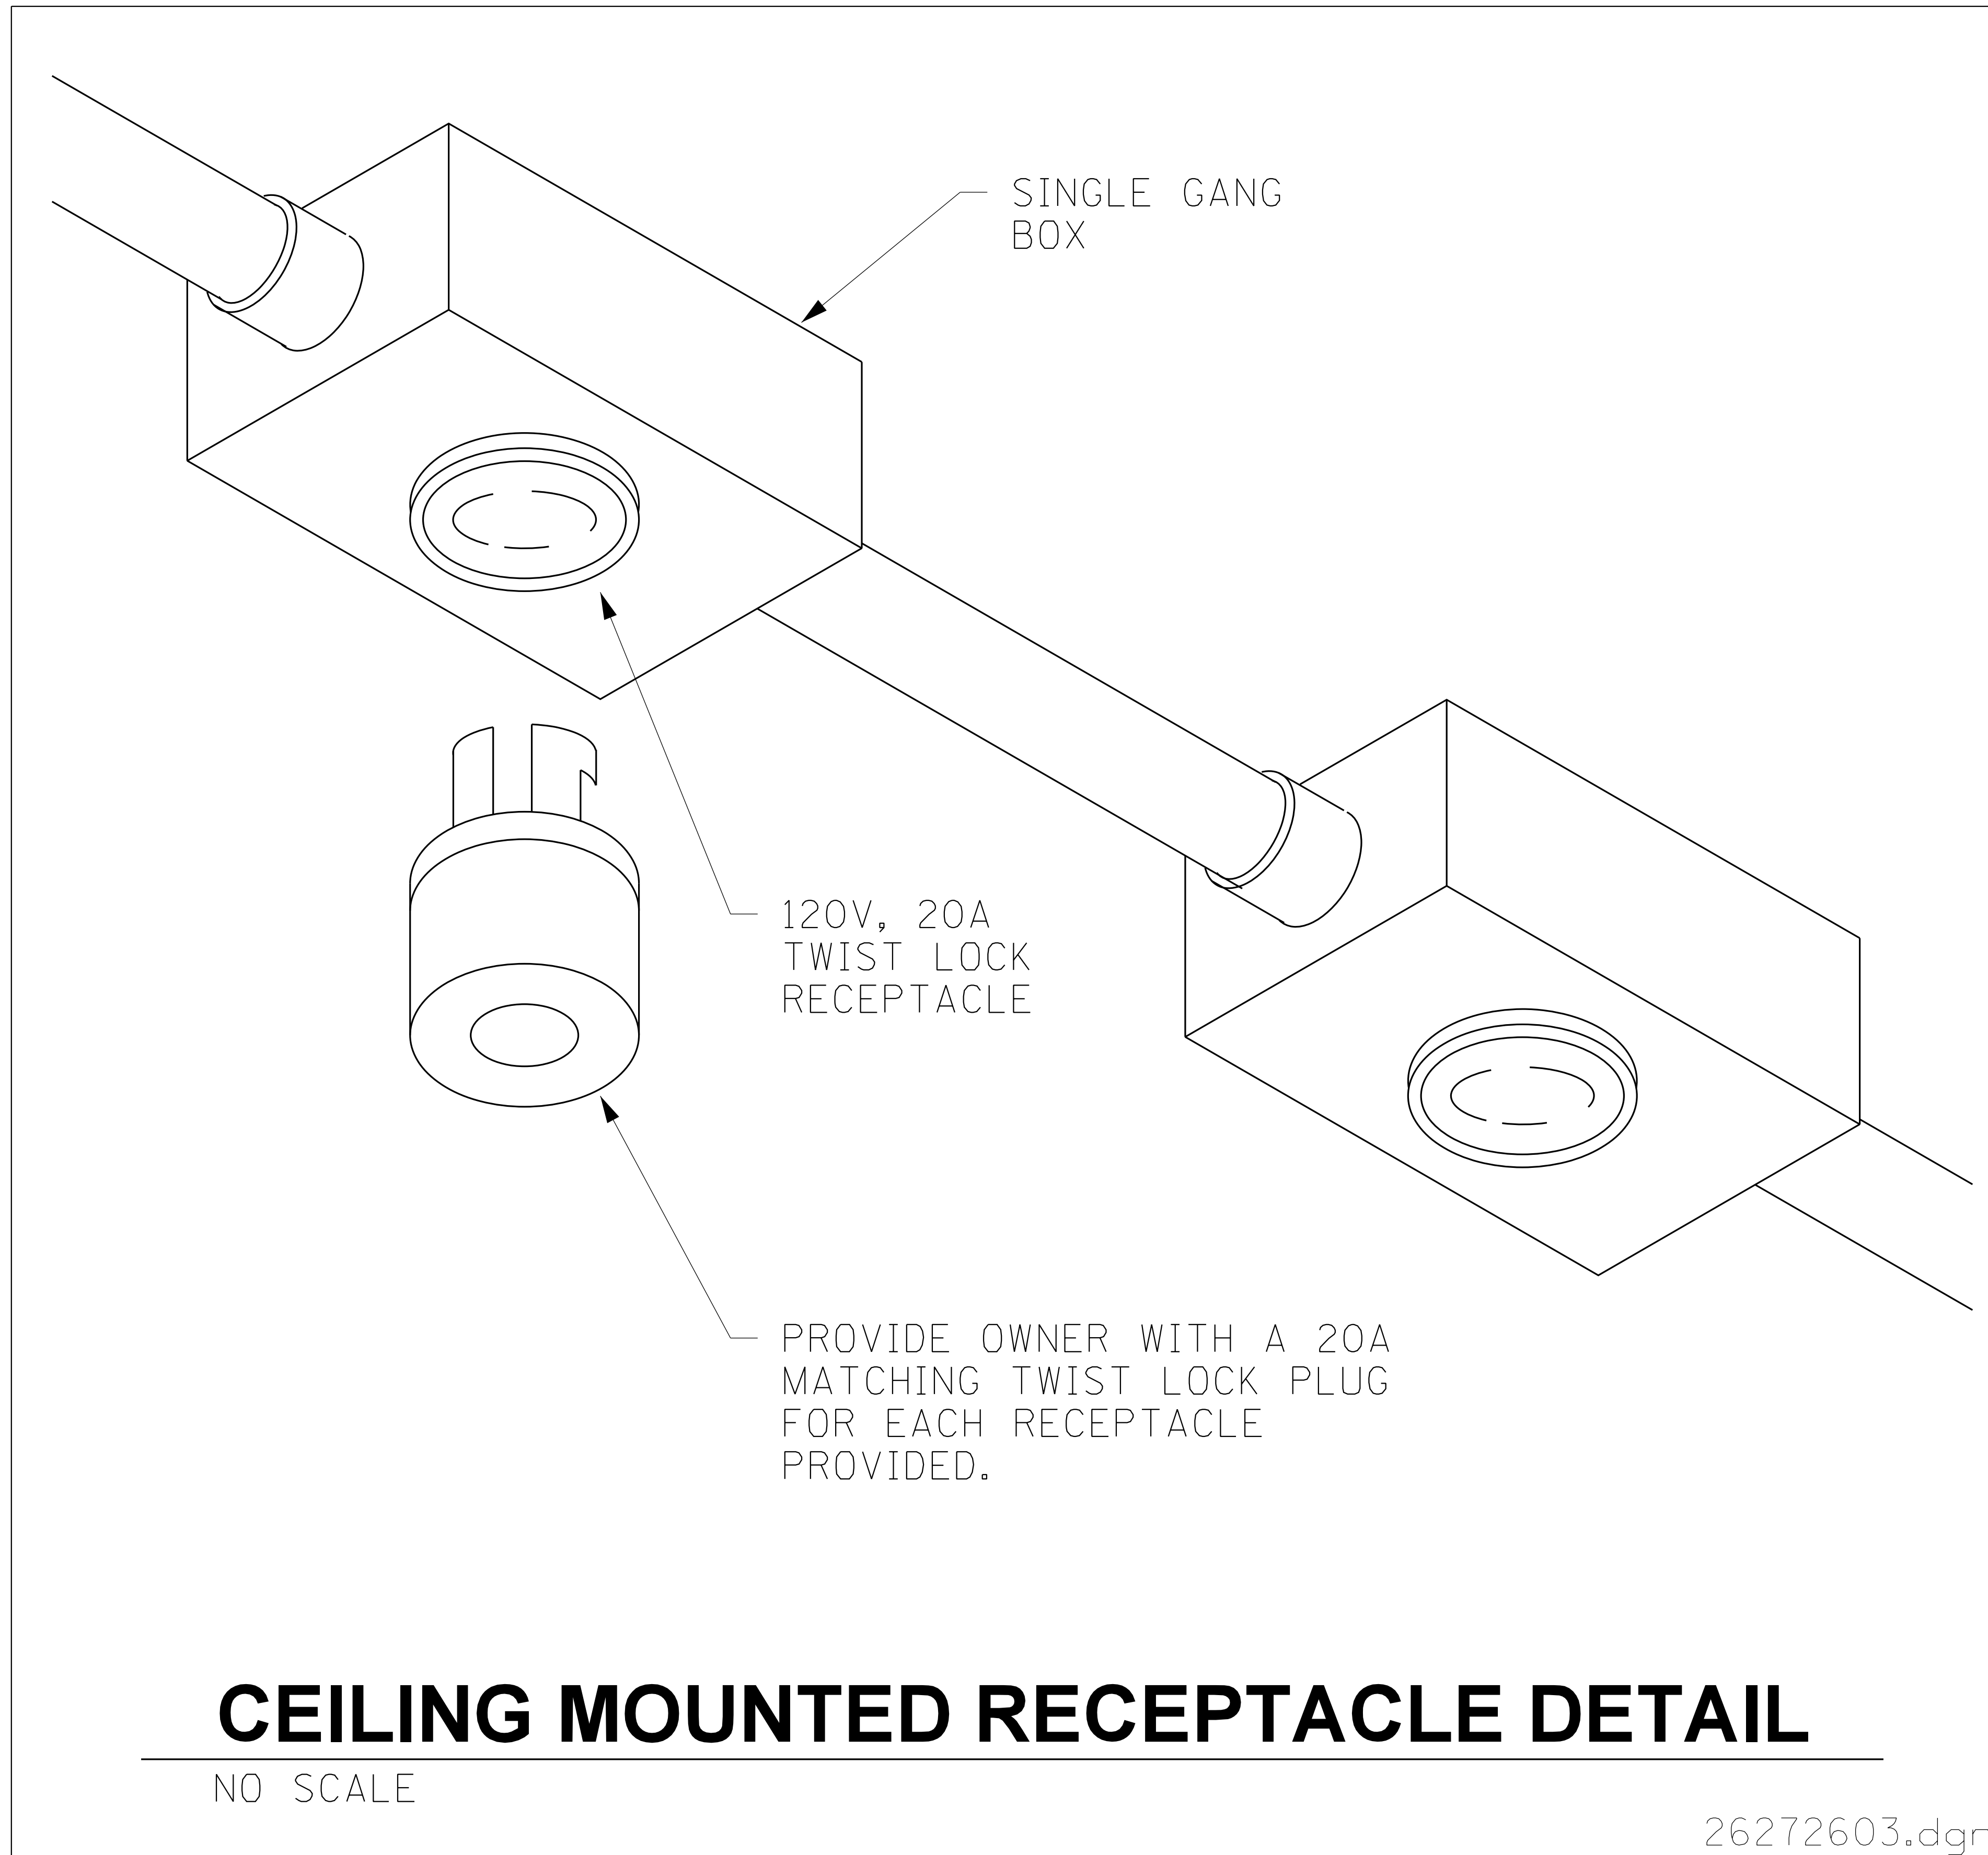 SINGLE GANG
BOX
120V, 20A
TWIST LOCK
RECEPTACLE
PROVIDE OWNER WITH A 20A
MATCHING TWIST LOCK PLUG
FOR EACH RECEPTACLE
PROVIDED.
CEILING MOUNTED RECEPTACLE DETAIL
NO SCALE
26272603.dgn